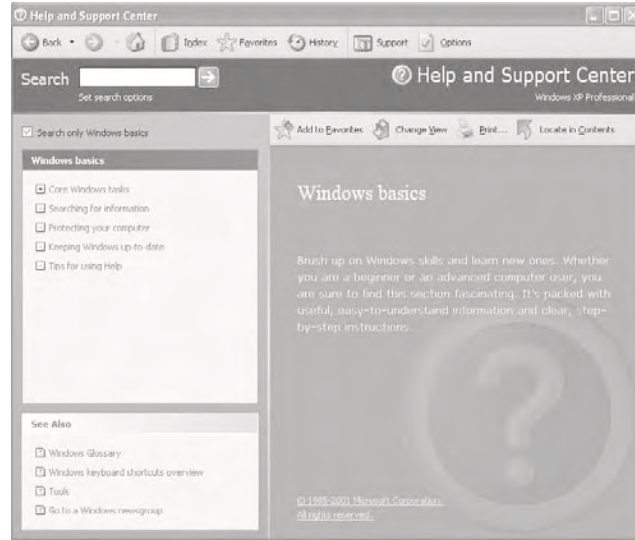 Help and Support Center
Back Index Favorites History Support Options
Search
Set search options
Help and Support Center
Windows XP Professional
Search only Windows basics
Windows basics
Core Windows tasks
Searching for information
Protecting your computer
Keeping Windows up-to-date
Tips for using Help
See Also
Windows Glossary
Windows keyboard shortcuts overview
Tools
Go to a Windows newsgroup
Add to Favorites Change View Print... Locate in Contents
Windows basics
Brush up on Windows skills and learn new ones. Whether
you are a beginner or an advanced computer user, you
are sure to find this section fascinating. It's packed with
useful, easy-to-understand information and clear, step-
by-step instructions.
© 1985-2001 Microsoft Corporation.
All rights reserved.